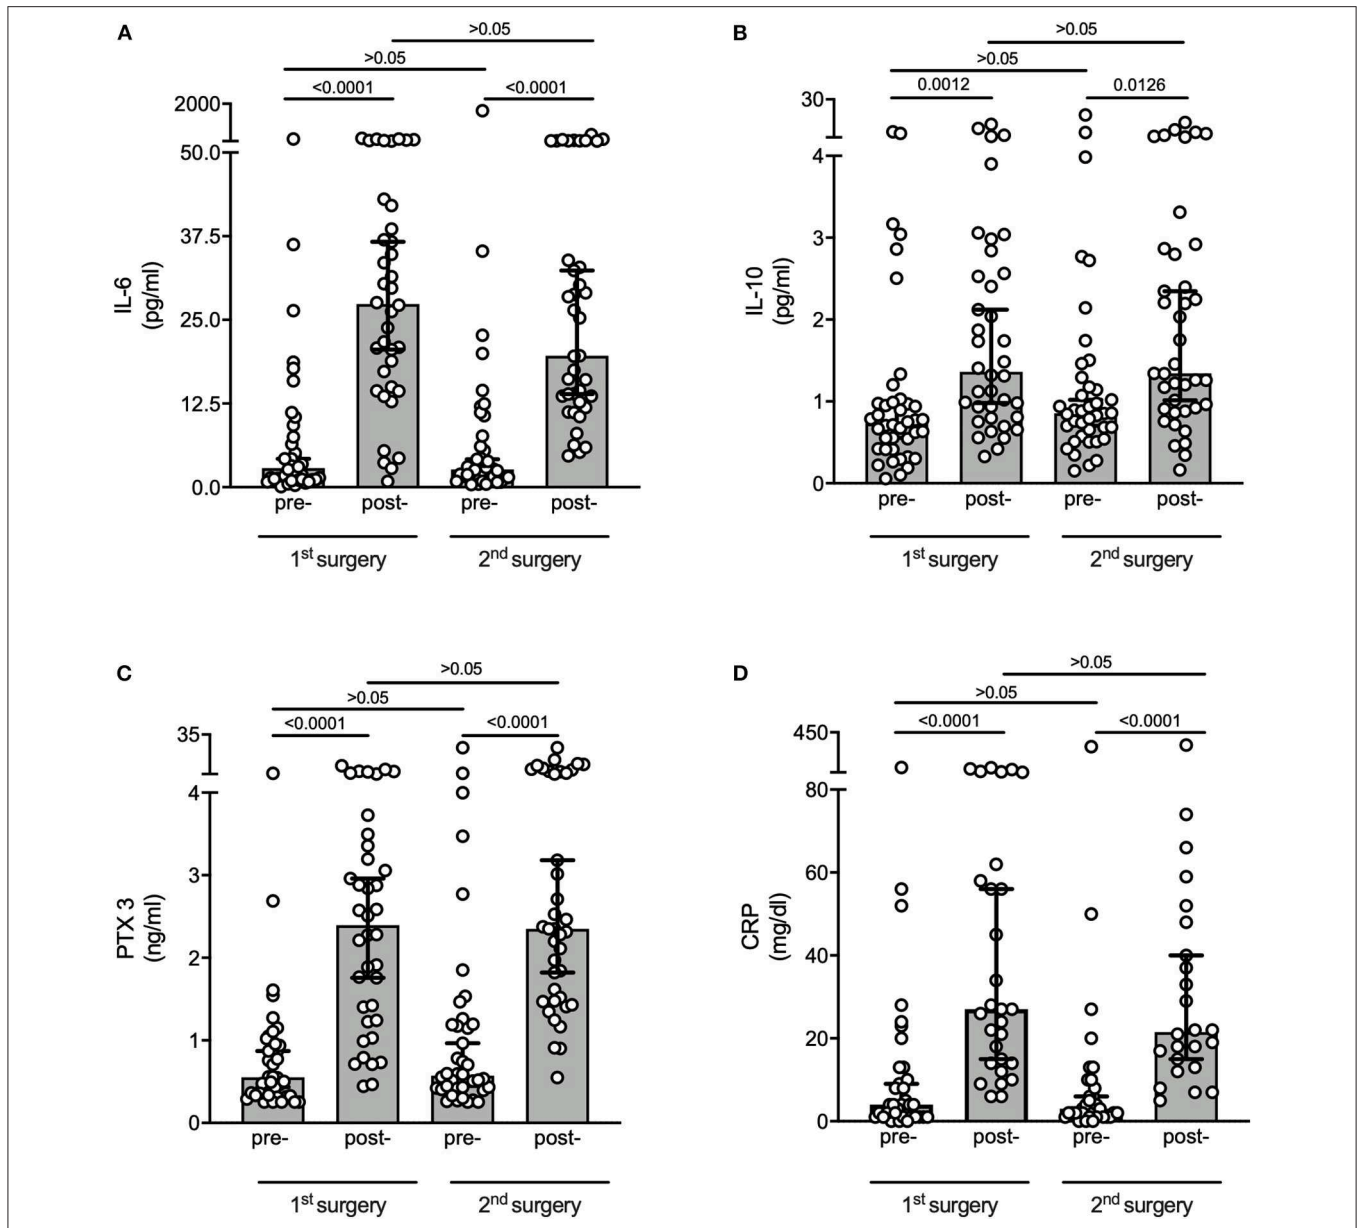 A
>0.05
>0.05
<0.0001 <0.0001
2000
50.0
37.5
25.0
12.5
0.0
IL-6
(pg/ml)
pre- post- pre- post-
1st surgery 2nd surgery
B
>0.05
>0.05
0.0012 0.0126
30
4
3
2
1
0
IL-10
(pg/ml)
pre- post- pre- post-
1st surgery 2nd surgery
C
>0.05
>0.05
<0.0001 <0.0001
35
4
3
2
1
0
PTX 3
(ng/ml)
pre- post- pre- post-
1st surgery 2nd surgery
D
>0.05
>0.05
<0.0001 <0.0001
450
80
60
40
20
0
CRP
(mg/dl)
pre- post- pre- post-
1st surgery 2nd surgery